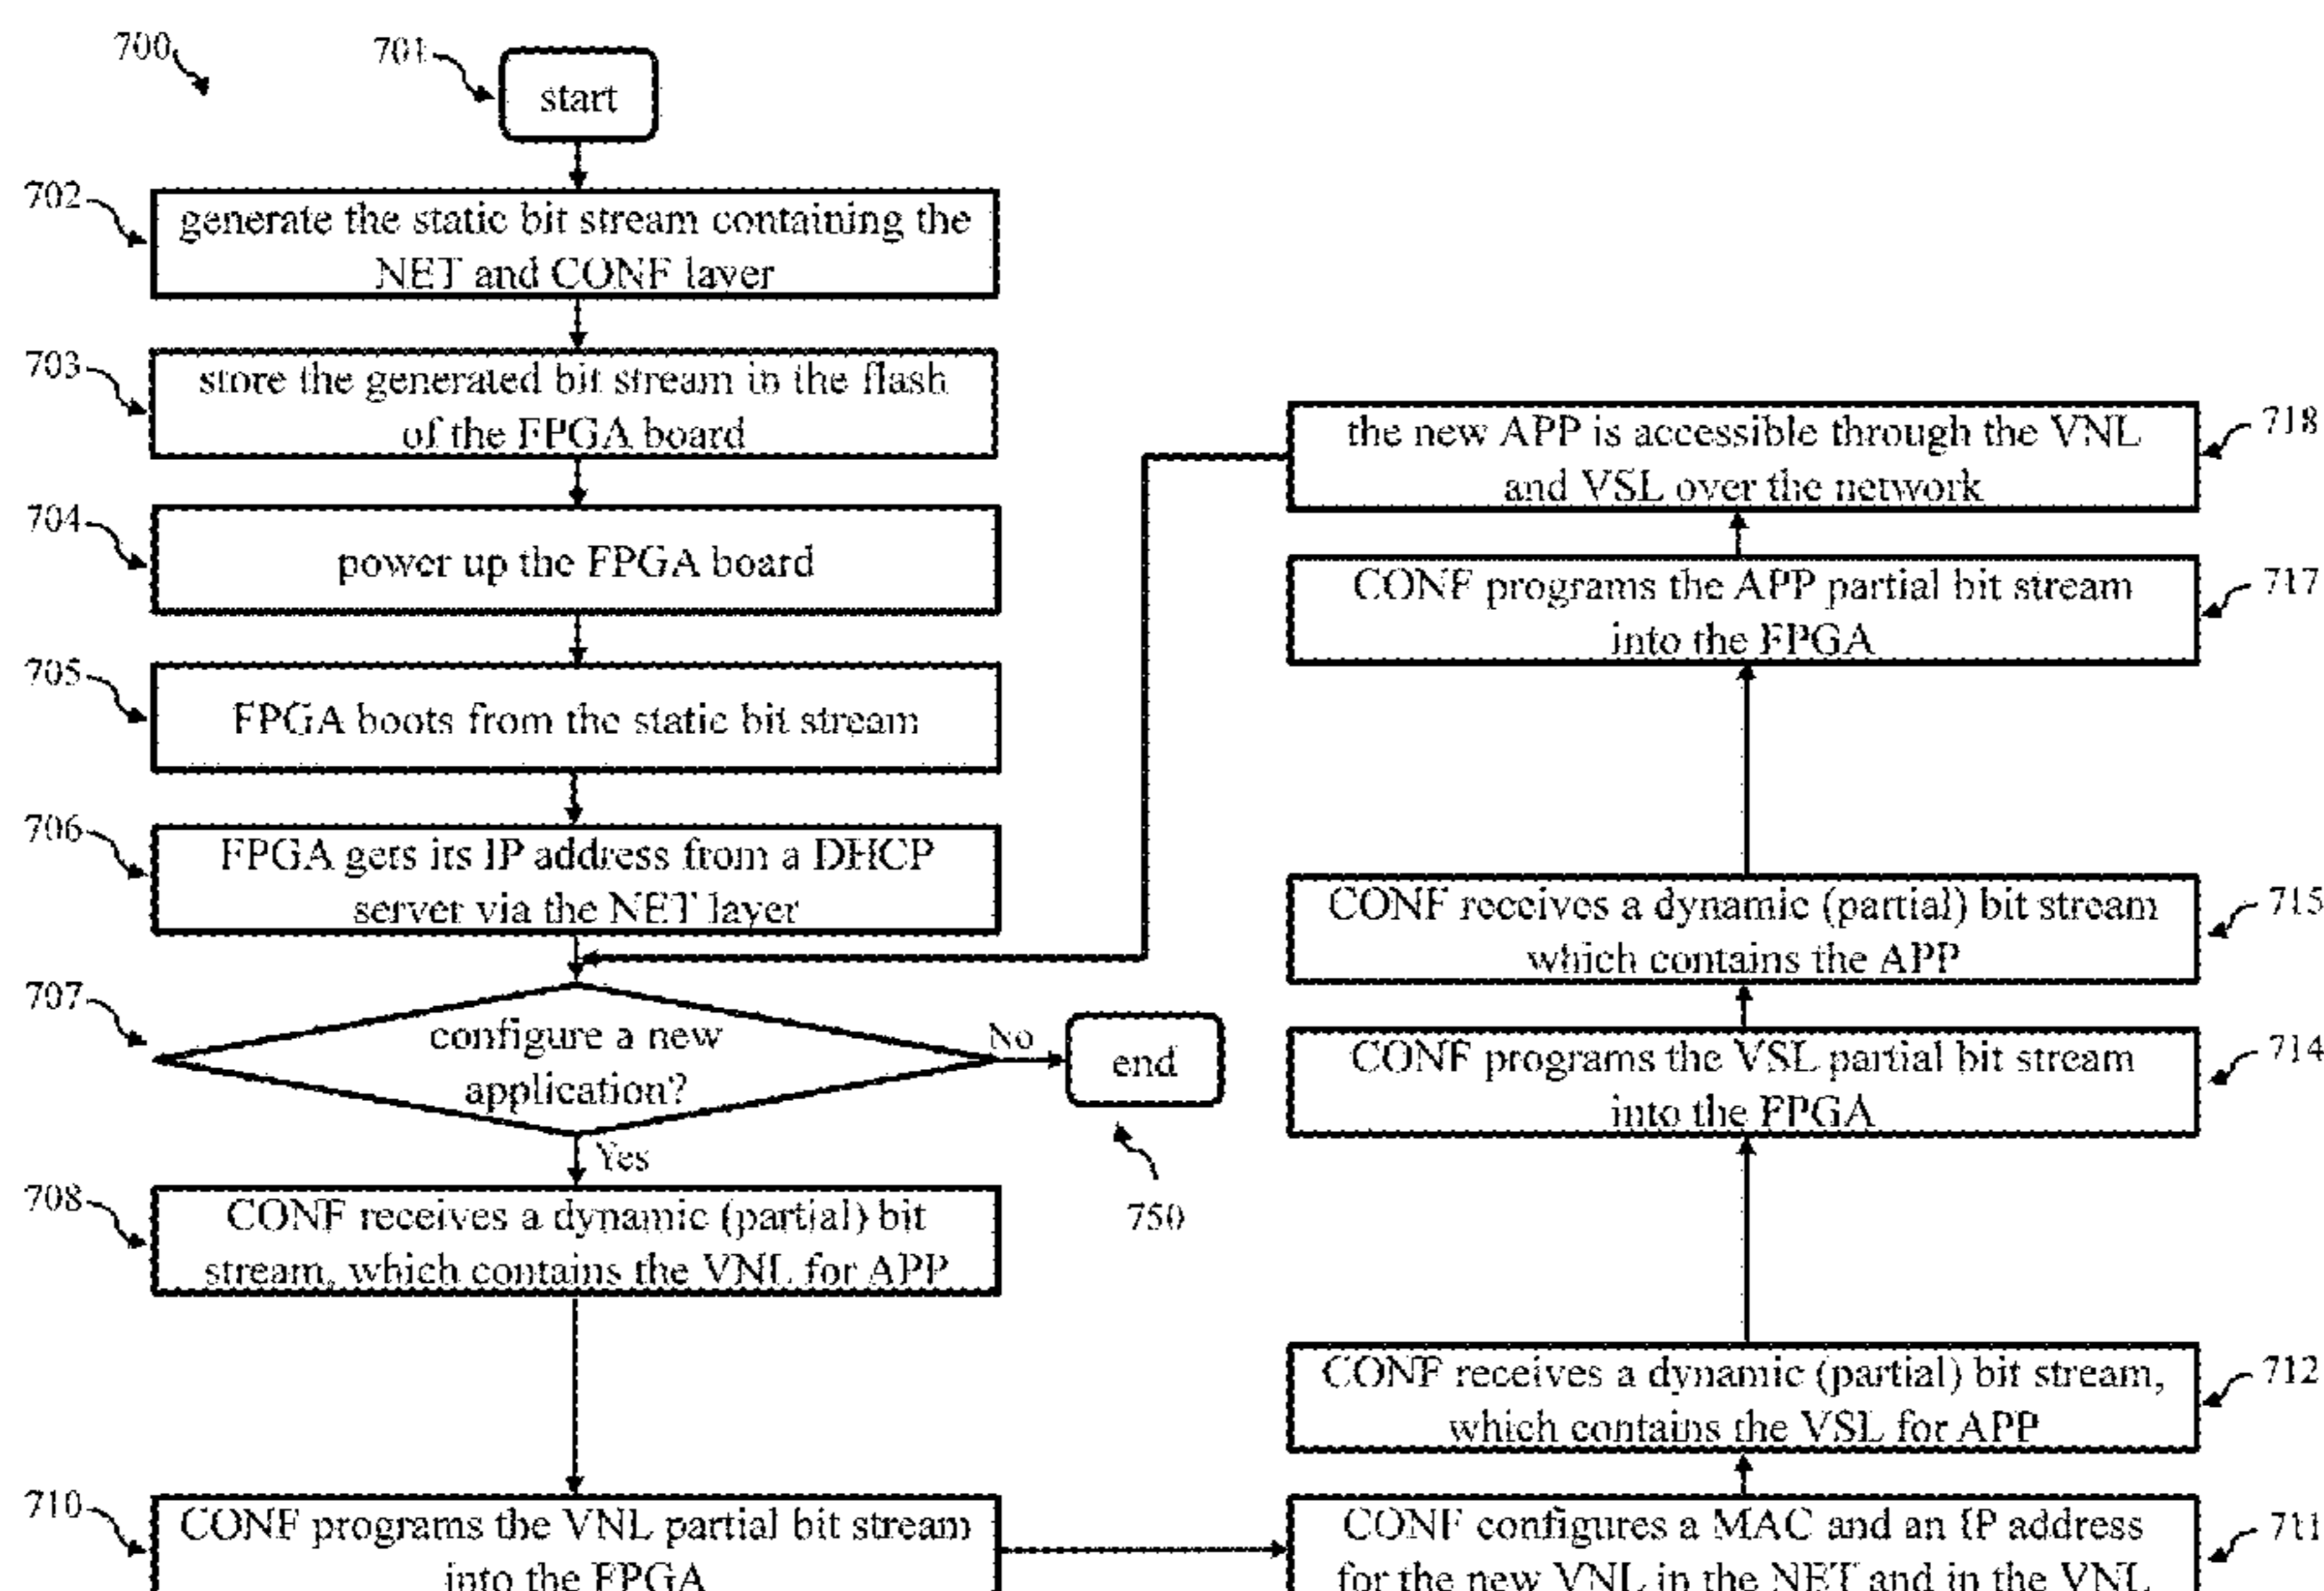 700
701
start
702
generate the static bit stream containing the
NET and CONF layer
703
store the generated bit stream in the flash
of the FPGA board
704
power up the FPGA board
705
FPGA boots from the static bit stream
706
FPGA gets its IP address from a DHCP
server via the NET layer
707
configure a new
application?
No
end
750
Yes
708
CONF receives a dynamic (partial) bit
stream, which contains the VNL for APP
710
CONF programs the VNL partial bit stream
into the FPGA
CONF configures a MAC and an IP address
for the new VNL in the NET and in the VNL
711
CONF receives a dynamic (partial) bit stream,
which contains the VSL for APP
712
CONF programs the VSL partial bit stream
into the FPGA
714
CONF receives a dynamic (partial) bit stream
which contains the APP
715
CONF programs the APP partial bit stream
into the FPGA
717
the new APP is accessible through the VNL
and VSL over the network
718